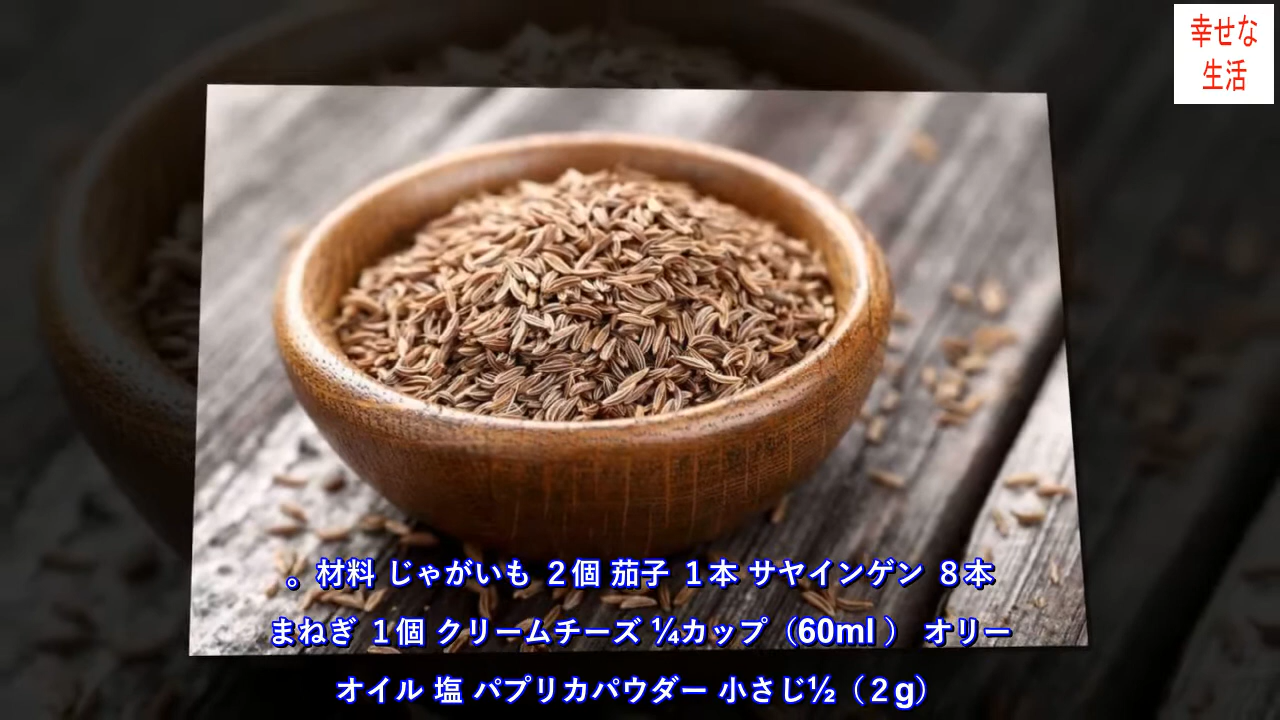 幸せな
生活
。材料 じゃがいも ２個 茄子 １本 サヤインゲン ８本
まねぎ １個 クリームチーズ ¼カップ（60ml ） オリー
オイル 塩 パプリカパウダー 小さじ½（２g）